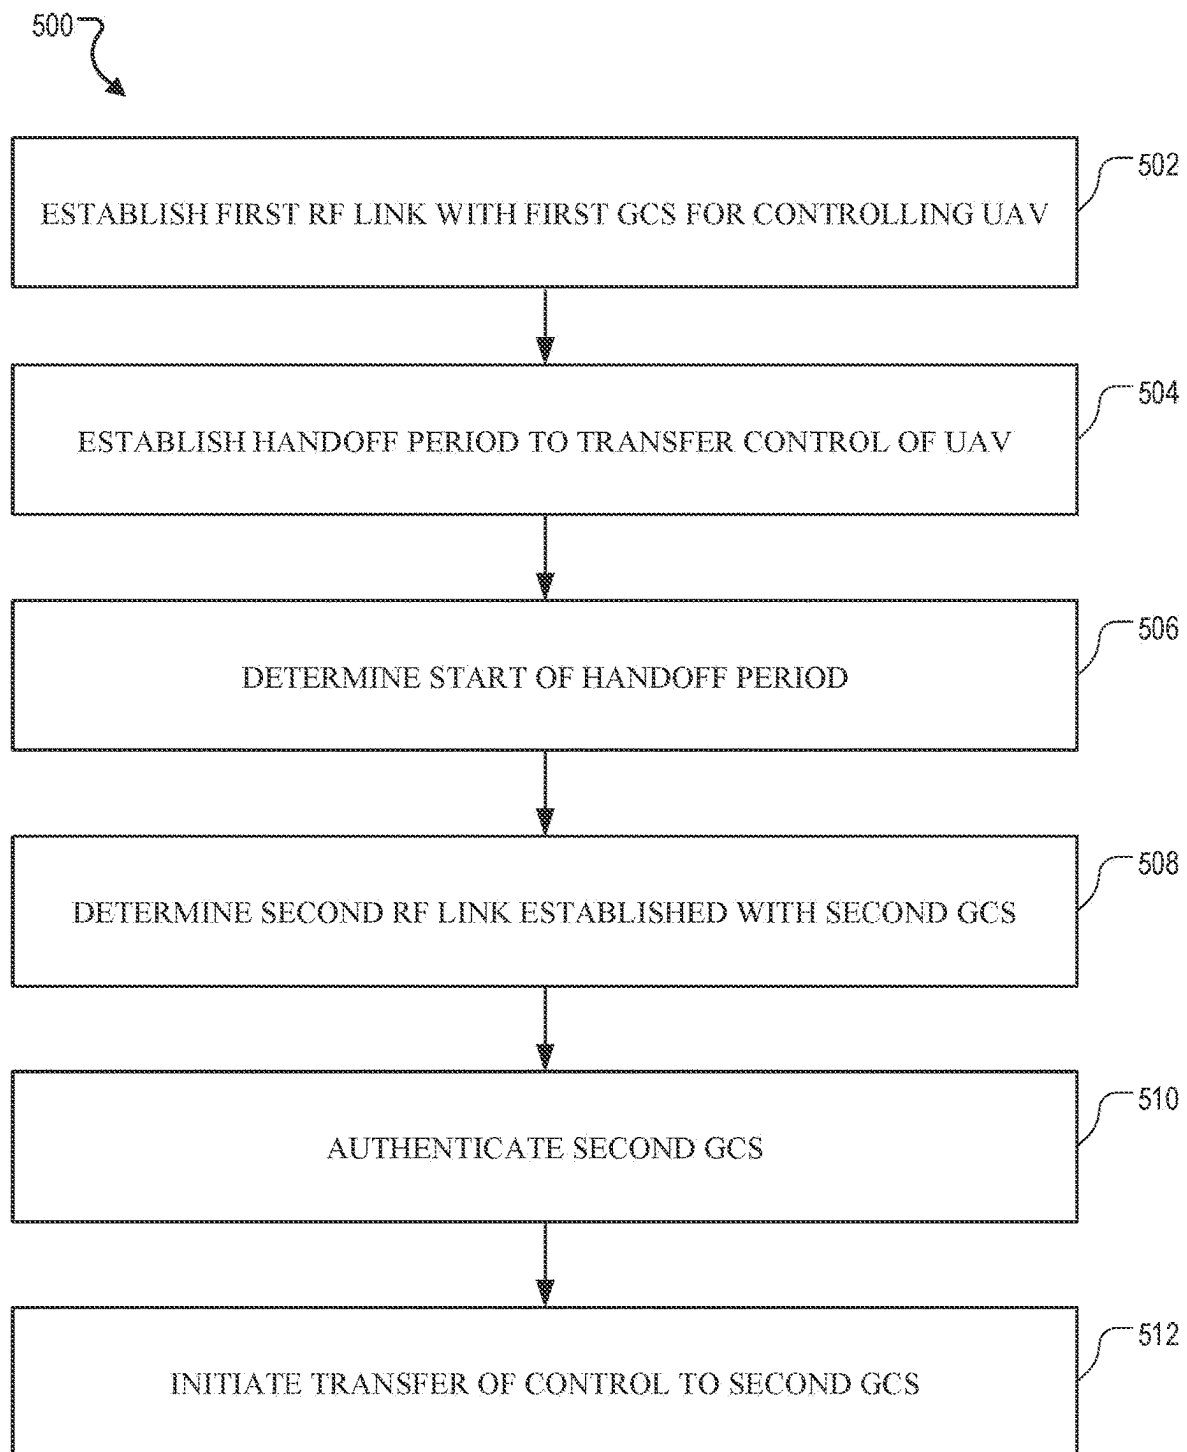 500
502
ESTABLISH FIRST RF LINK WITH FIRST GCS FOR CONTROLLING UAV
504
ESTABLISH HANDOFF PERIOD TO TRANSFER CONTROL OF UAV
506
DETERMINE START OF HANDOFF PERIOD
508
DETERMINE SECOND RF LINK ESTABLISHED WITH SECOND GCS
510
AUTHENTICATE SECOND GCS
512
INITIATE TRANSFER OF CONTROL TO SECOND GCS